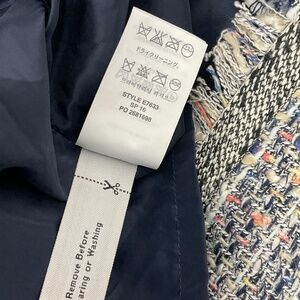 ドライクリーニング。
STYLE E7633
SP 16
PO 2681698
Remove Before
aring or Washing